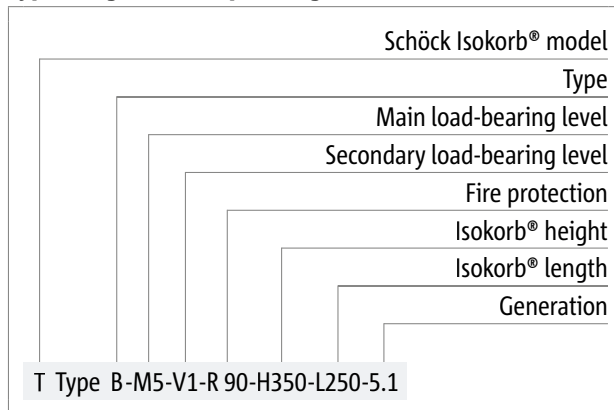 Schöck Isokorb® model
Type
Main load-bearing level
Secondary load-bearing level
Fire protection
Isokorb® height
Isokorb® length
Generation
T Type B-M5-V1-R 90-H350-L250-5.1